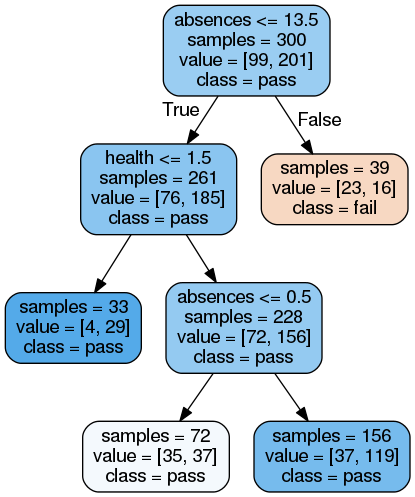 absences <= 13.5
samples = 300
value = [99, 201]
class = pass
True
False
health <= 1.5
samples = 261
value = [76, 185]
class = pass
samples = 39
value = [23, 16]
class = fail
samples = 33
value = [4, 29]
class = pass
absences <= 0.5
samples = 228
value = [72, 156]
class = pass
samples = 72
value = [35, 37]
class = pass
samples = 156
value = [37, 119]
class = pass